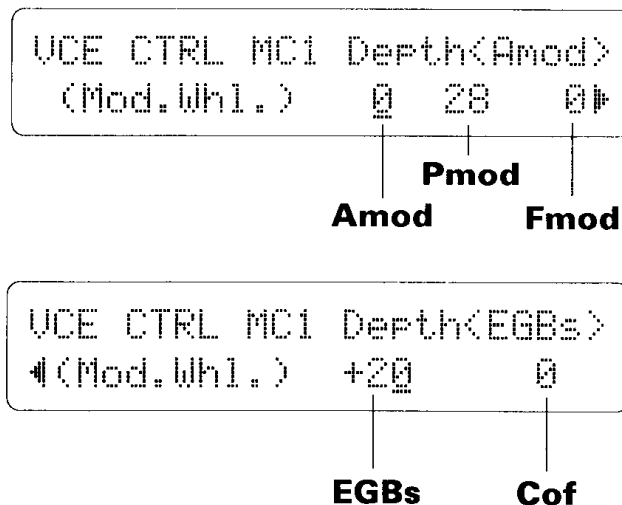 VCE CTRL MC1 Depth<Amod>
(Mod.Whl.) 0 28 0
Pmod
Amod Fmod
VCE CTRL MC1 Depth<EGBs>
(Mod.Whl.) +20 0
EGBs Cof